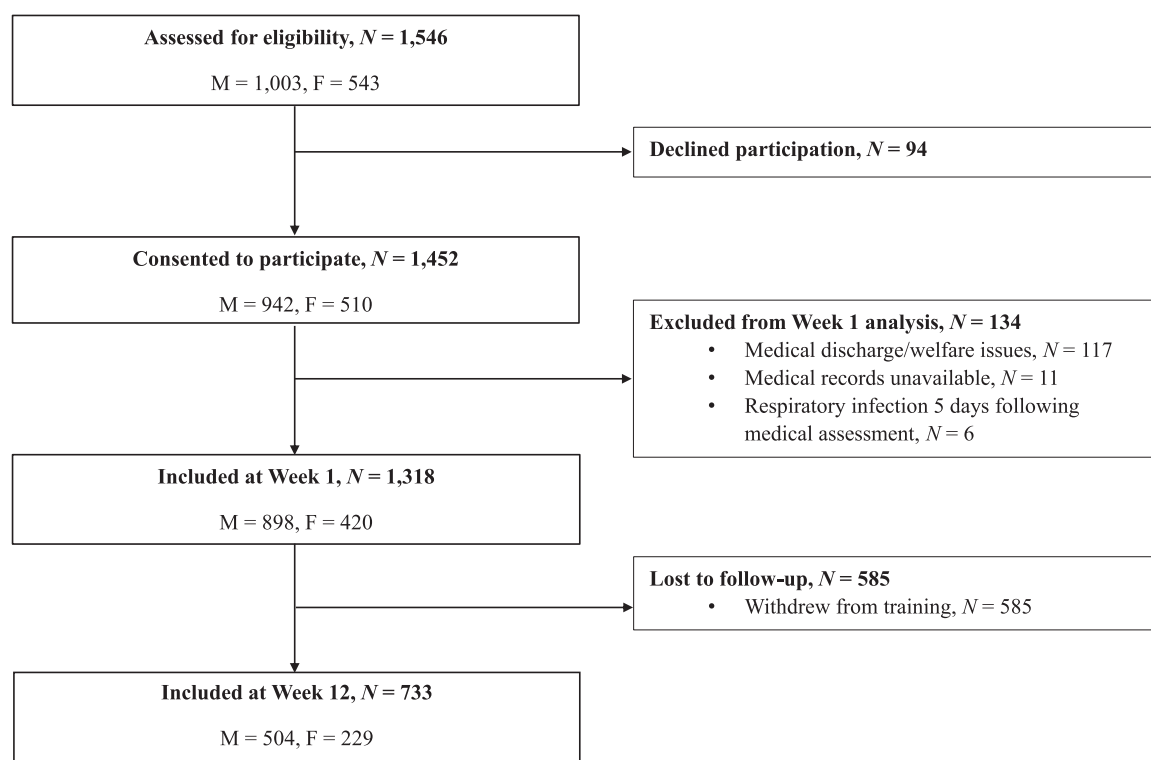 Assessed for eligibility, N = 1,546
M = 1,003, F = 543
Declined participation, N = 94
Consented to participate, N = 1,452
M = 942, F = 510
Excluded from Week 1 analysis, N = 134
• Medical discharge/welfare issues, N = 117
• Medical records unavailable, N = 11
• Respiratory infection 5 days following
medical assessment, N = 6
Included at Week 1, N = 1,318
M = 898, F = 420
Lost to follow-up, N = 585
• Withdrew from training, N = 585
Included at Week 12, N = 733
M = 504, F = 229